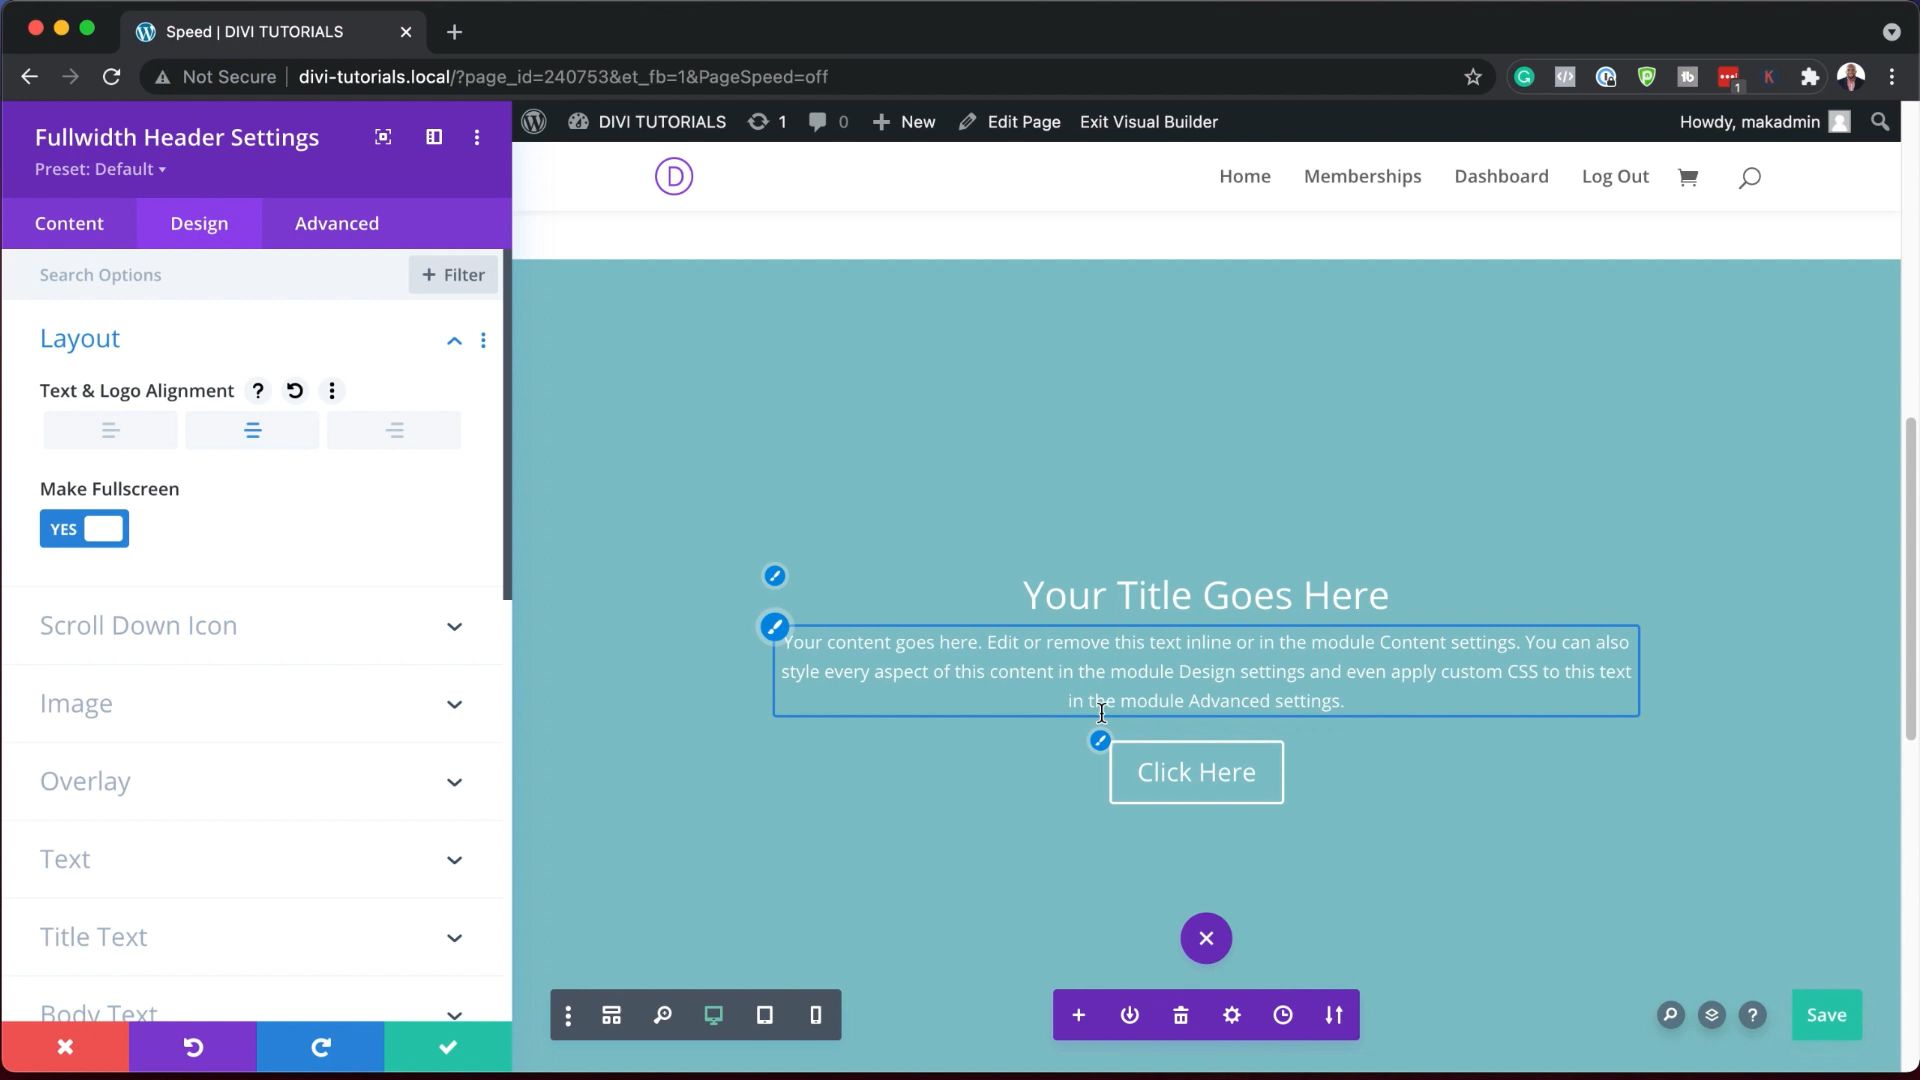 Speed | DIVI TUTORIALS
Not Secure
divi-tutorials.local/?page_id=240753&et_fb=1&PageSpeed=off
1
Fullwidth Header Settings
Preset: Default
Content
Design
Advanced
Search Options
+ Filter
Layout
Text & Logo Alignment
?
Make Fullscreen
YES
Scroll Down Icon
Image
Overlay
Text
Title Text
Body Text
DIVI TUTORIALS
1
0
New
Edit Page
Exit Visual Builder
Howdy, makadmin
D
Home
Memberships
Dashboard
Log Out
Your Title Goes Here
Your content goes here. Edit or remove this text inline or in the module Content settings. You can also
style every aspect of this content in the module Design settings and even apply custom CSS to this text
in the module Advanced settings.
Click Here
?
Save